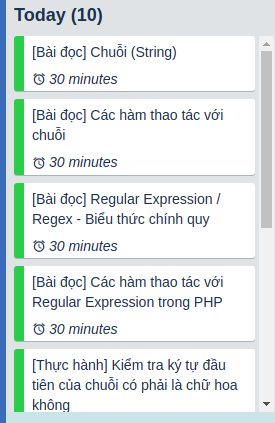 Today (10)
[Bài đọc] Chuỗi (String)
30 minutes
[Bài đọc] Các hàm thao tác với
chuỗi
30 minutes
[Bài đọc] Regular Expression /
Regex - Biểu thức chính quy
30 minutes
[Bài đọc] Các hàm thao tác với
Regular Expression trong PHP
30 minutes
[Thực hành] Kiểm tra ký tự đầu
tiên của chuỗi có phải là chữ hoa
không